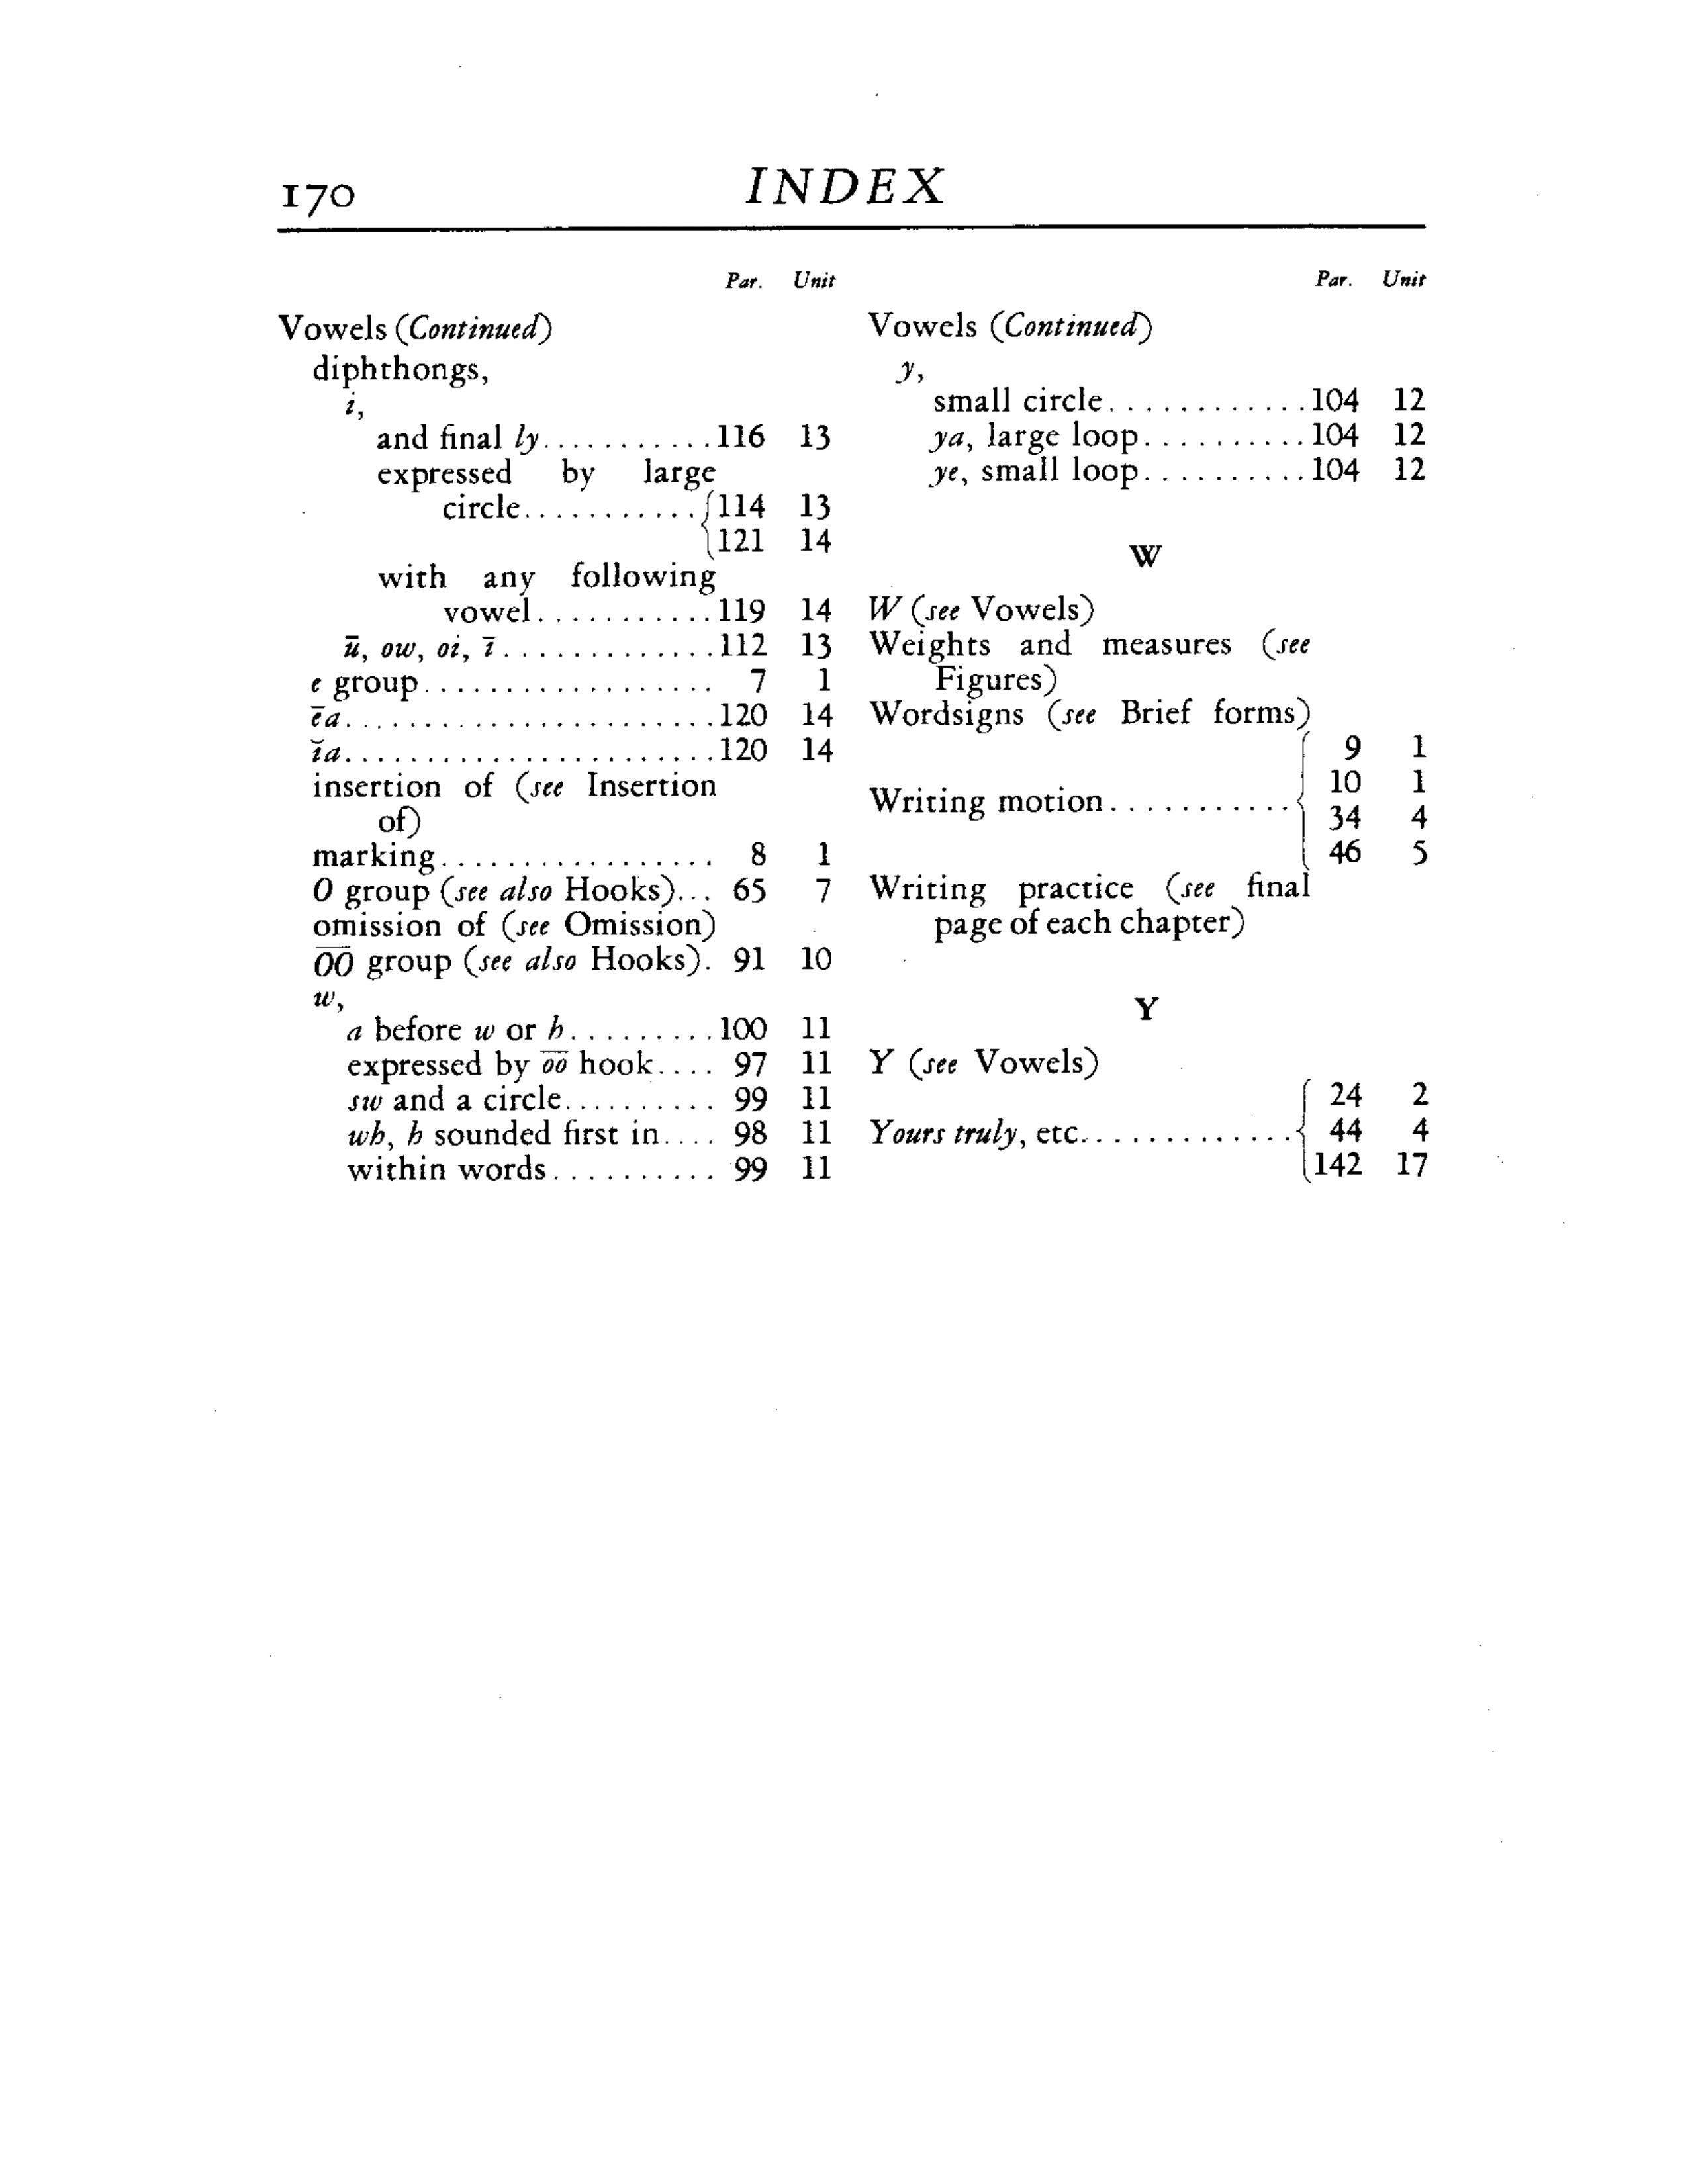 170
INDEX
Par. Unit
Vowels (Continued)
diphthongs,
i,
and final ly...........116 13
expressed by large
circle...........{114 13
121 14
with any following
vowel...........119 14
ū, ow, oi, ī.............112 13
e group.................. 7 1
ēa.......................120 14
ĭa.......................120 14
insertion of (see Insertion
of)
marking................. 8 1
O group (see also Hooks)... 65 7
omission of (see Omission)
O͞O group (see also Hooks). 91 10
w,
a before w or h.........100 11
expressed by o͞o hook.... 97 11
sw and a circle.......... 99 11
wh, h sounded first in.... 98 11
within words.......... 99 11
Par. Unit
Vowels (Continued)
y,
small circle............104 12
ya, large loop..........104 12
ye, small loop..........104 12
W
W (see Vowels)
Weights and measures (see
Figures)
Wordsigns (see Brief forms)
9 1
10 1
Writing motion...........{
34 4
46 5
Writing practice (see final
page of each chapter)
Y
Y (see Vowels)
24 2
Yours truly, etc.............{ 44 4
142 17